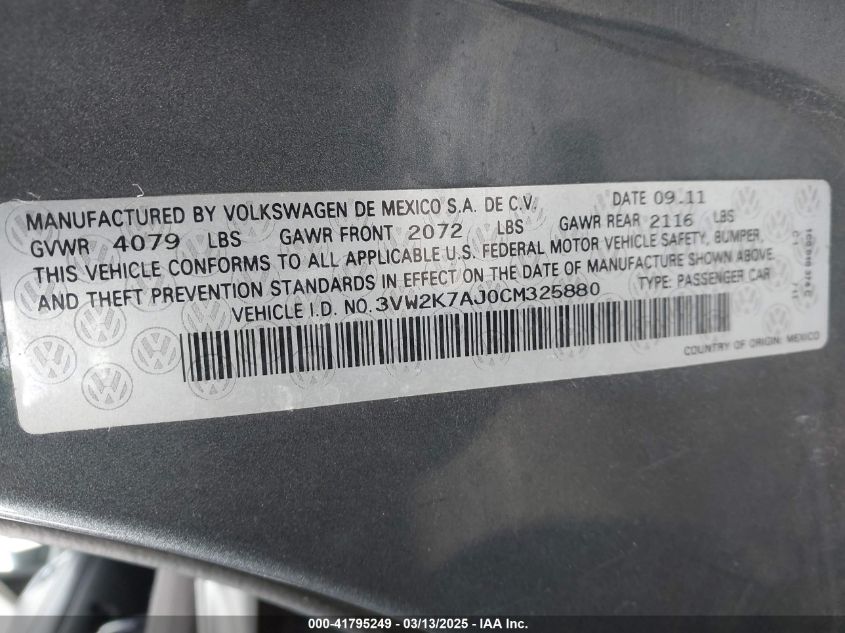 MANUFACTURED BY VOLKSWAGEN DE MEXICO S.A. DE C.V. DATE 09.11
GVWR 4079 LBS GAWR FRONT 2072 LBS GAWR REAR 2116 LBS
THIS VEHICLE CONFORMS TO ALL APPLICABLE U.S. FEDERAL MOTOR VEHICLE SAFETY, BUMPER,
AND THEFT PREVENTION STANDARDS IN EFFECT ON THE DATE OF MANUFACTURE SHOWN ABOVE.
VEHICLE I.D. NO. 3VW2K7AJ0CM325880 TYPE: PASSENGER CAR
COUNTRY OF ORIGIN: MEXICO
000-41795249 - 03/13/2025 - IAA Inc.